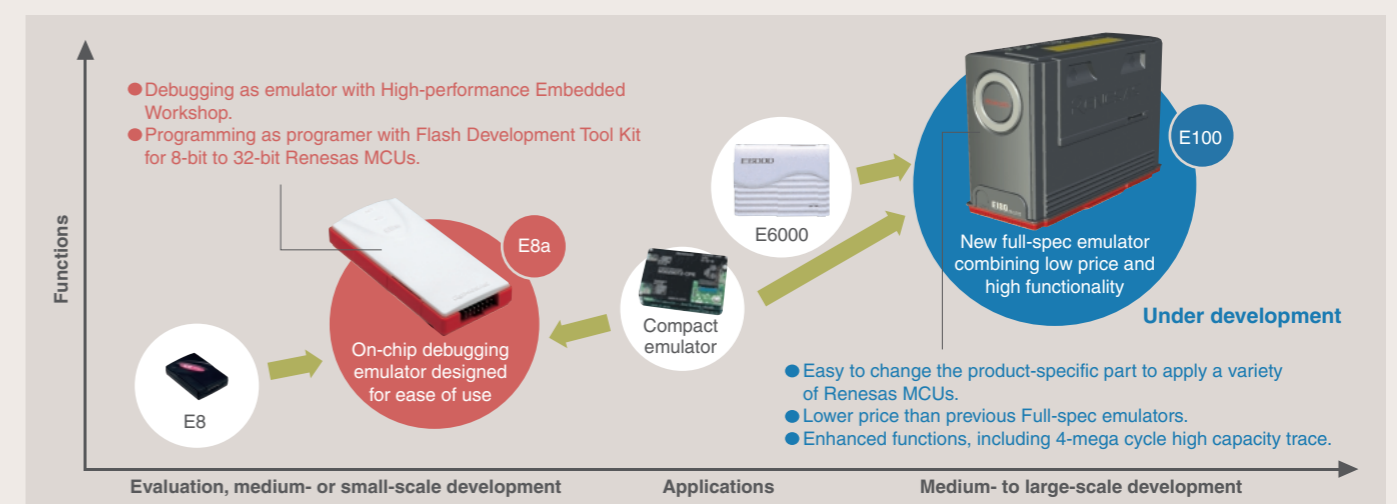 Functions
● Debugging as emulator with High-performance Embedded
Workshop.
● Programming as programer with Flash Development Tool Kit
for 8-bit to 32-bit Renesas MCUs.
E8a
On-chip debugging
emulator designed
for ease of use
E8
Compact
emulator
E6000
E6000
E100
E100
New full-spec emulator
combining low price and
high functionality
Under development
● Easy to change the product-specific part to apply a variety
of Renesas MCUs.
● Lower price than previous Full-spec emulators.
● Enhanced functions, including 4-mega cycle high capacity trace.
Evaluation, medium- or small-scale development
Applications
Medium- to large-scale development